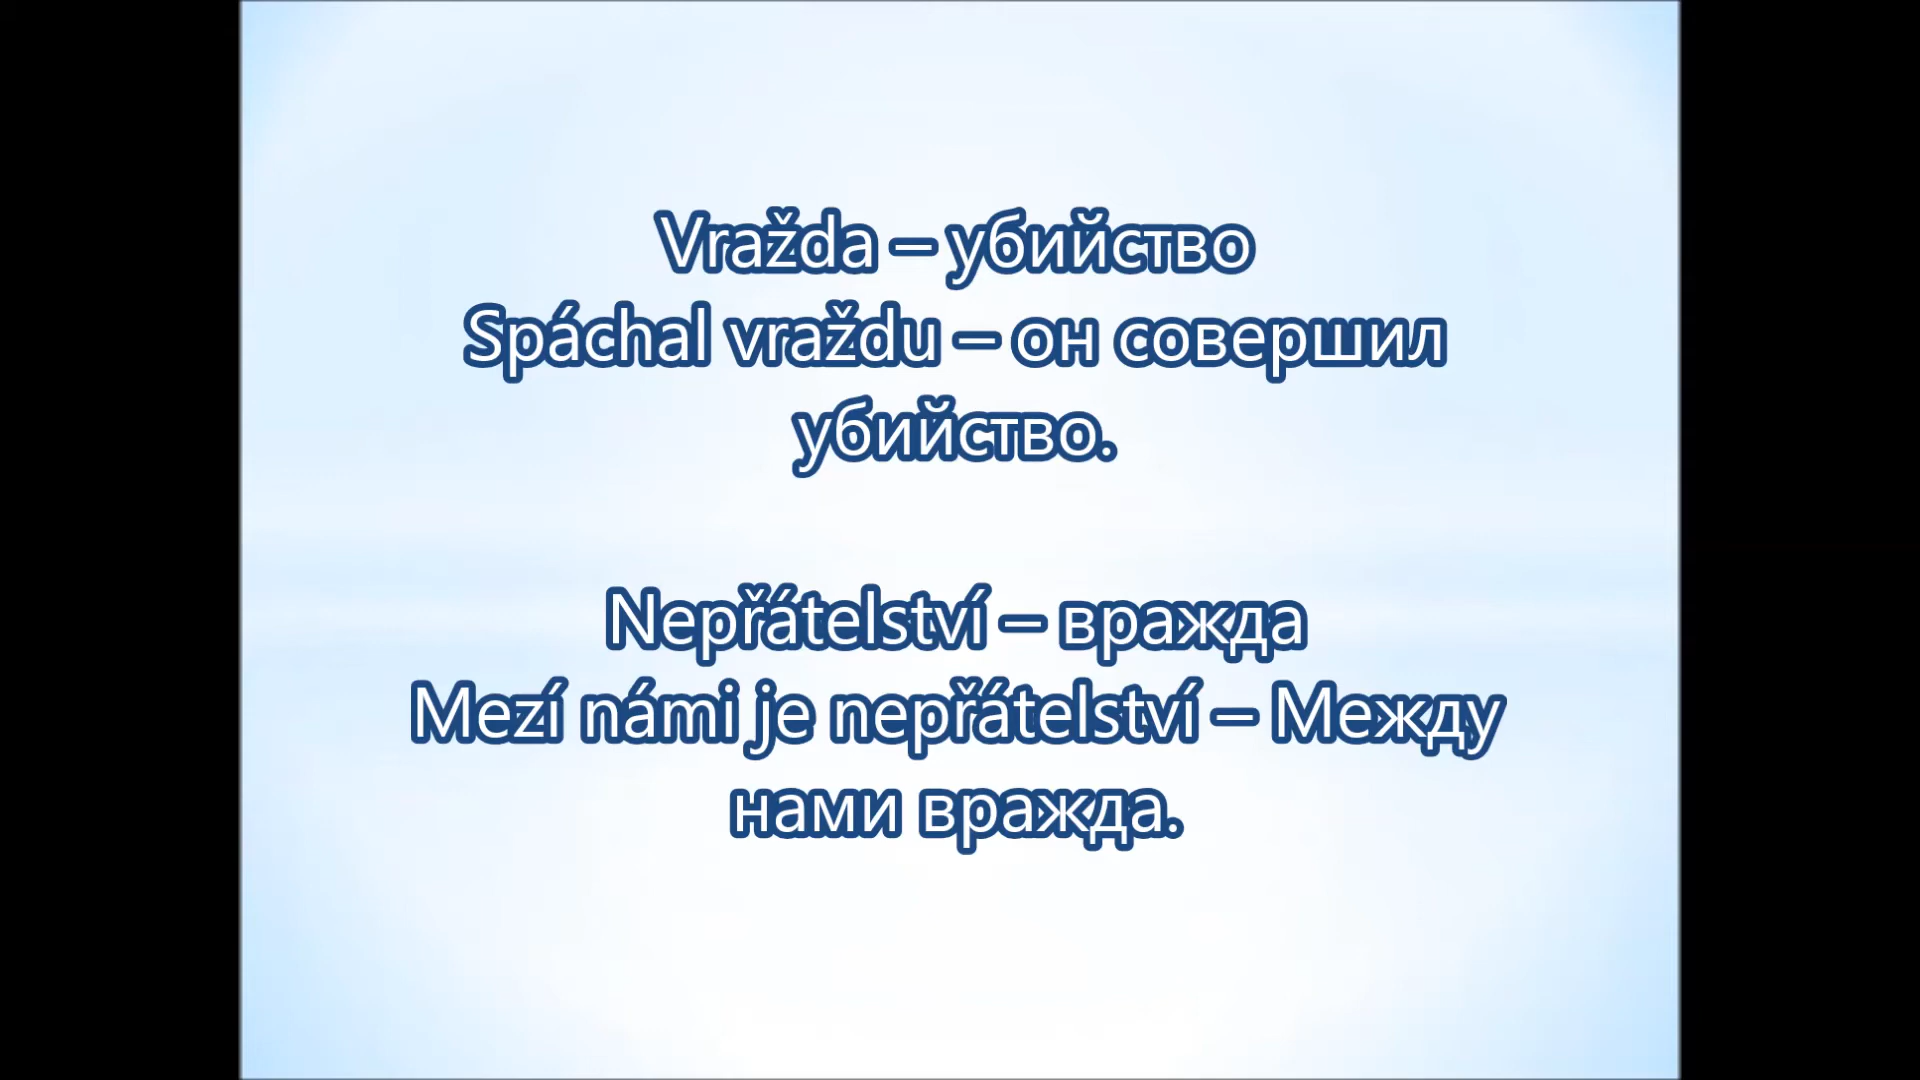 Vražda – убийство
Spáchal vraždu – он совершил
убийство.
Nepřátelství – вражда
Mezí námi je nepřátelství – Между
нами вражда.